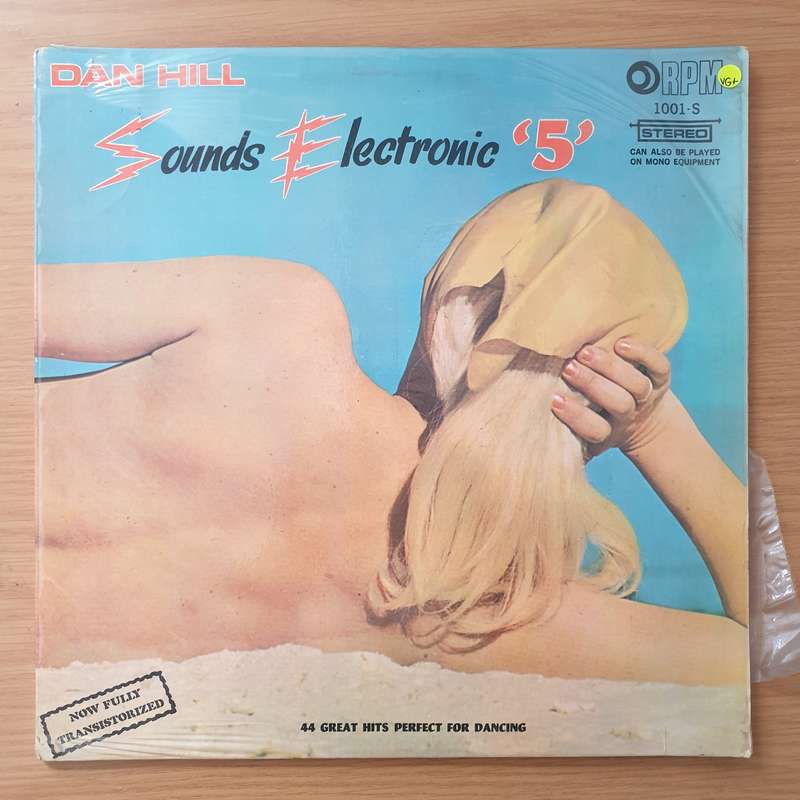 DAN HILL
RPM
VG+
1001-S
STEREO
CAN ALSO BE PLAYED
ON MONO EQUIPMENT
Sounds Electronic ‘5’
NOW FULLY
TRANSISTORIZED
44 GREAT HITS PERFECT FOR DANCING